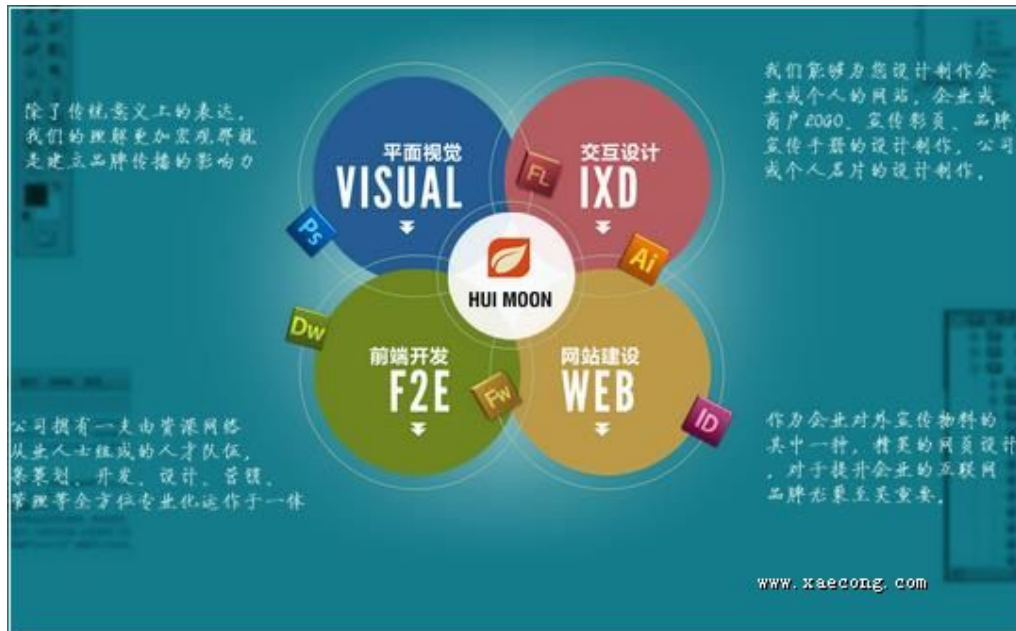 除了传统意义上的表达,
我们的理解更加宏观那就
是建立品牌传播的影响力
平面视觉
VISUAL
Ps
交互设计
IXD
FL
我们能够为您设计制作企
业或个人的网站, 企业或
商户LOGO、宣传彩页、品牌
宣传手册的设计制作, 公司
或个人名片的设计制作。
HUI MOON
Ai
Dw
前端开发
F2E
Fw
网站建设
WEB
ID
公司拥有一支由资深网络
从业人士组成的人才队伍,
集策划、开发、设计、营销、
管理等全方位专业化运作于一体
作为企业对外宣传物料的
其中一种, 精美的网页设计
, 对于提升企业的互联网
品牌形象至关重要。
www.xaecong.com